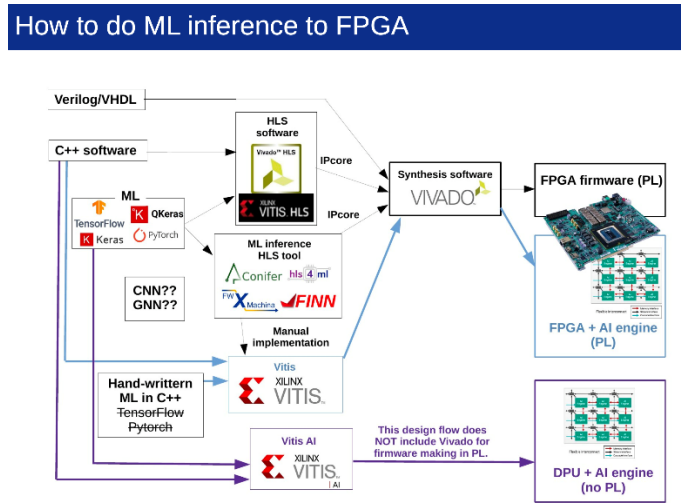 How to do ML inference to FPGA
Verilog/VHDL
C++ software
HLS
software
Vivado™ HLS
XILINX
VITIS HLS
IPcore
IPcore
Synthesis software
VIVADO
FPGA firmware (PL)
ML
TensorFlow
QKeras
Keras
PyTorch
ML inference
HLS tool
Conifer
hls 4 ml
FW
X Machina
FINN
CNN??
GNN??
Manual
implementation
FPGA + AI engine
(PL)
Vitis
XILINX
VITIS
Hand-writtern
ML in C++
TensorFlow
Pytorch
Vitis AI
XILINX
VITIS
AI
This design flow does
NOT include Vivado for
firmware making in PL.
DPU + AI engine
(no PL)